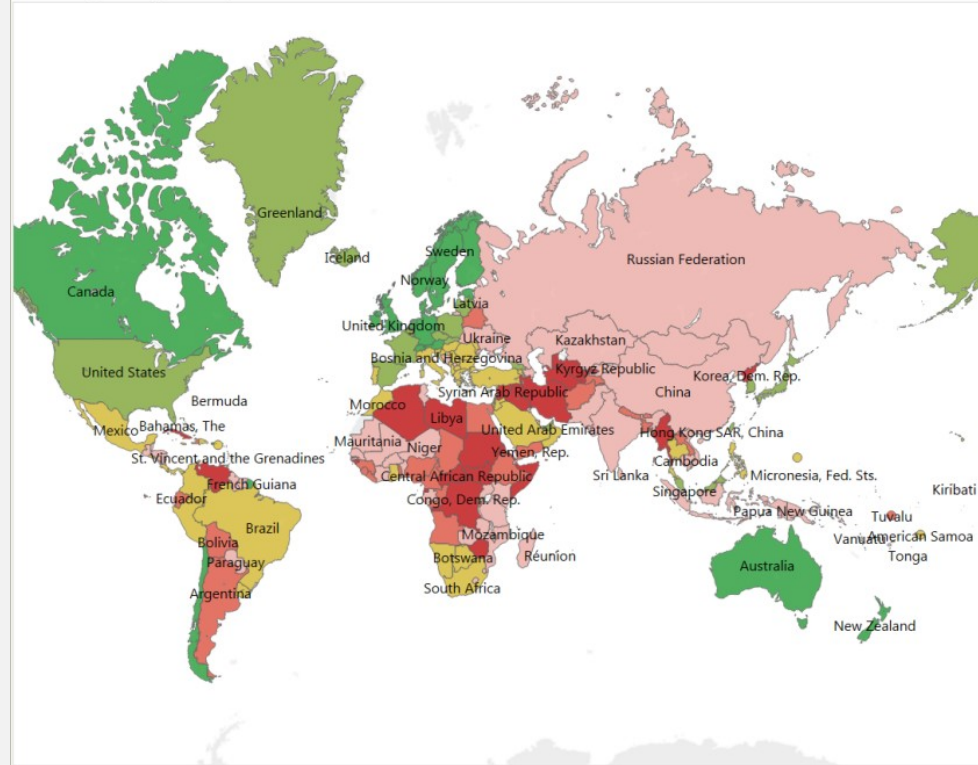 Greenland
Iceland
Sweden
Russian Federation
Norway
Canada
Latvia
United Kingdom
Ukraine
Kazakhstan
Bosnia and Herzegovina
United States
Kyrgyz Republic
Korea, Dem. Rep.
Syrian Arab Republic
China
Bermuda
Morocco
Libya
Mexico
Bahamas, The
United Arab Emirates
Hong Kong SAR, China
Mauritania
Niger
Yemen, Rep.
St. Vincent and the Grenadines
Cambodia
Central African Republic
Sri Lanka
Micronesia, Fed. Sts.
French Guiana
Singapore
Kiribati
Ecuador
Congo, Dem. Rep.
Papua New Guinea
Tuvalu
Brazil
Mozambique
Vanuatu
American Samoa
Bolivia
Botswana
Réunion
Tonga
Paraguay
Australia
Argentina
South Africa
New Zealand